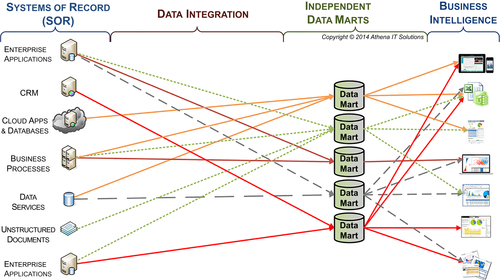 SYSTEMS OF RECORD
(SOR)
DATA INTEGRATION
INDEPENDENT
DATA MARTS
BUSINESS
INTELLIGENCE
Copyright © 2014 Athena IT Solutions
ENTERPRISE
APPLICATIONS
CRM
CLOUD APPS
& DATABASES
BUSINESS
PROCESSES
DATA
SERVICES
UNSTRUCTURED
DOCUMENTS
ENTERPRISE
APPLICATIONS
Data
Mart
Data
Mart
Data
Mart
Data
Mart
Data
Mart